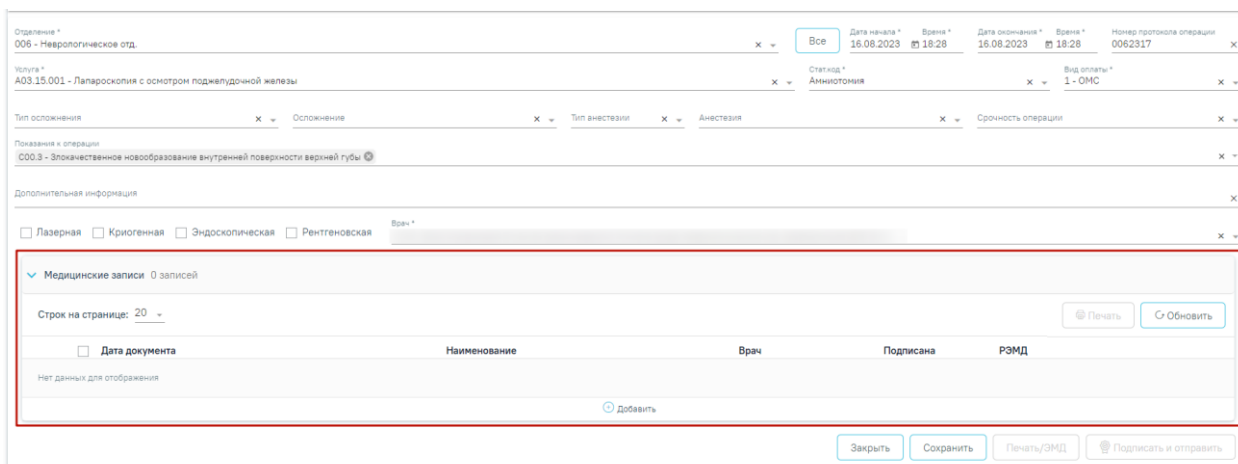 Отделение *
006 - Неврологическое отд.
Все
Дата начала * Время * Дата окончания * Время * Номер протокола операции
16.08.2023 18:28 16.08.2023 18:28 0062317
Услуга * Стат.код * Вид оплаты *
A03.15.001 - Лапароскопия с осмотром поджелудочной железы Амниотомия 1 - ОМС
Тип осложнения Осложнение Тип анестезии Анестезия Срочность операции
Показания к операции
C00.3 - Злокачественное новообразование внутренней поверхности верхней губы
Дополнительная информация
Лазерная Криогенная Эндоскопическая Рентгеновская Врач *
Медицинские записи 0 записей
Строк на странице: 20 Печать Обновить
Дата документа Наименование Врач Подписана РЭМД
Нет данных для отображения
Добавить
Закрыть Сохранить Печать/ЭМД Подписать и отправить